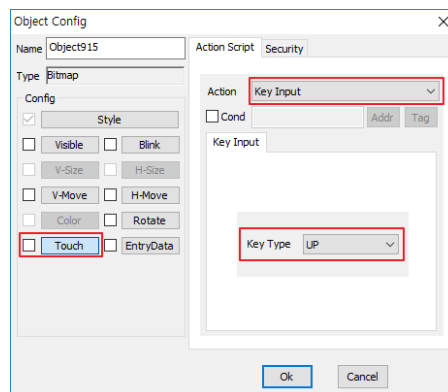 Object Config
Name Object915
Type Bitmap
Config
Style
Visible Blink
V-Size H-Size
V-Move H-Move
Color Rotate
Touch EntryData
Action Script Security
Action Key Input
Cond Addr Tag
Key Input
Key Type UP
Ok Cancel